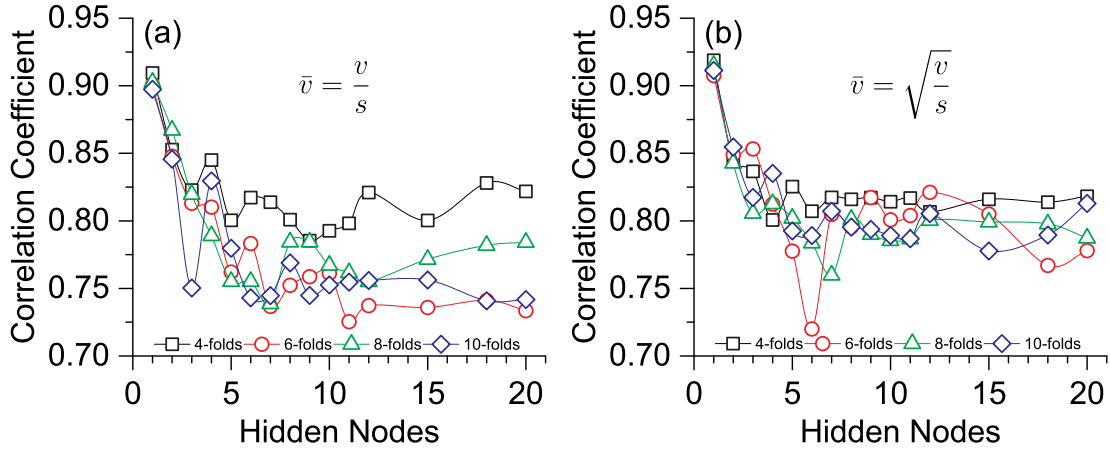 (a)
v̄ = v/s
Correlation Coefficient
0.95
0.90
0.85
0.80
0.75
0.70
4-folds 6-folds 8-folds 10-folds
0 5 10 15 20
Hidden Nodes
(b)
v̄ = √(v/s)
Correlation Coefficient
0.95
0.90
0.85
0.80
0.75
0.70
4-folds 6-folds 8-folds 10-folds
0 5 10 15 20
Hidden Nodes